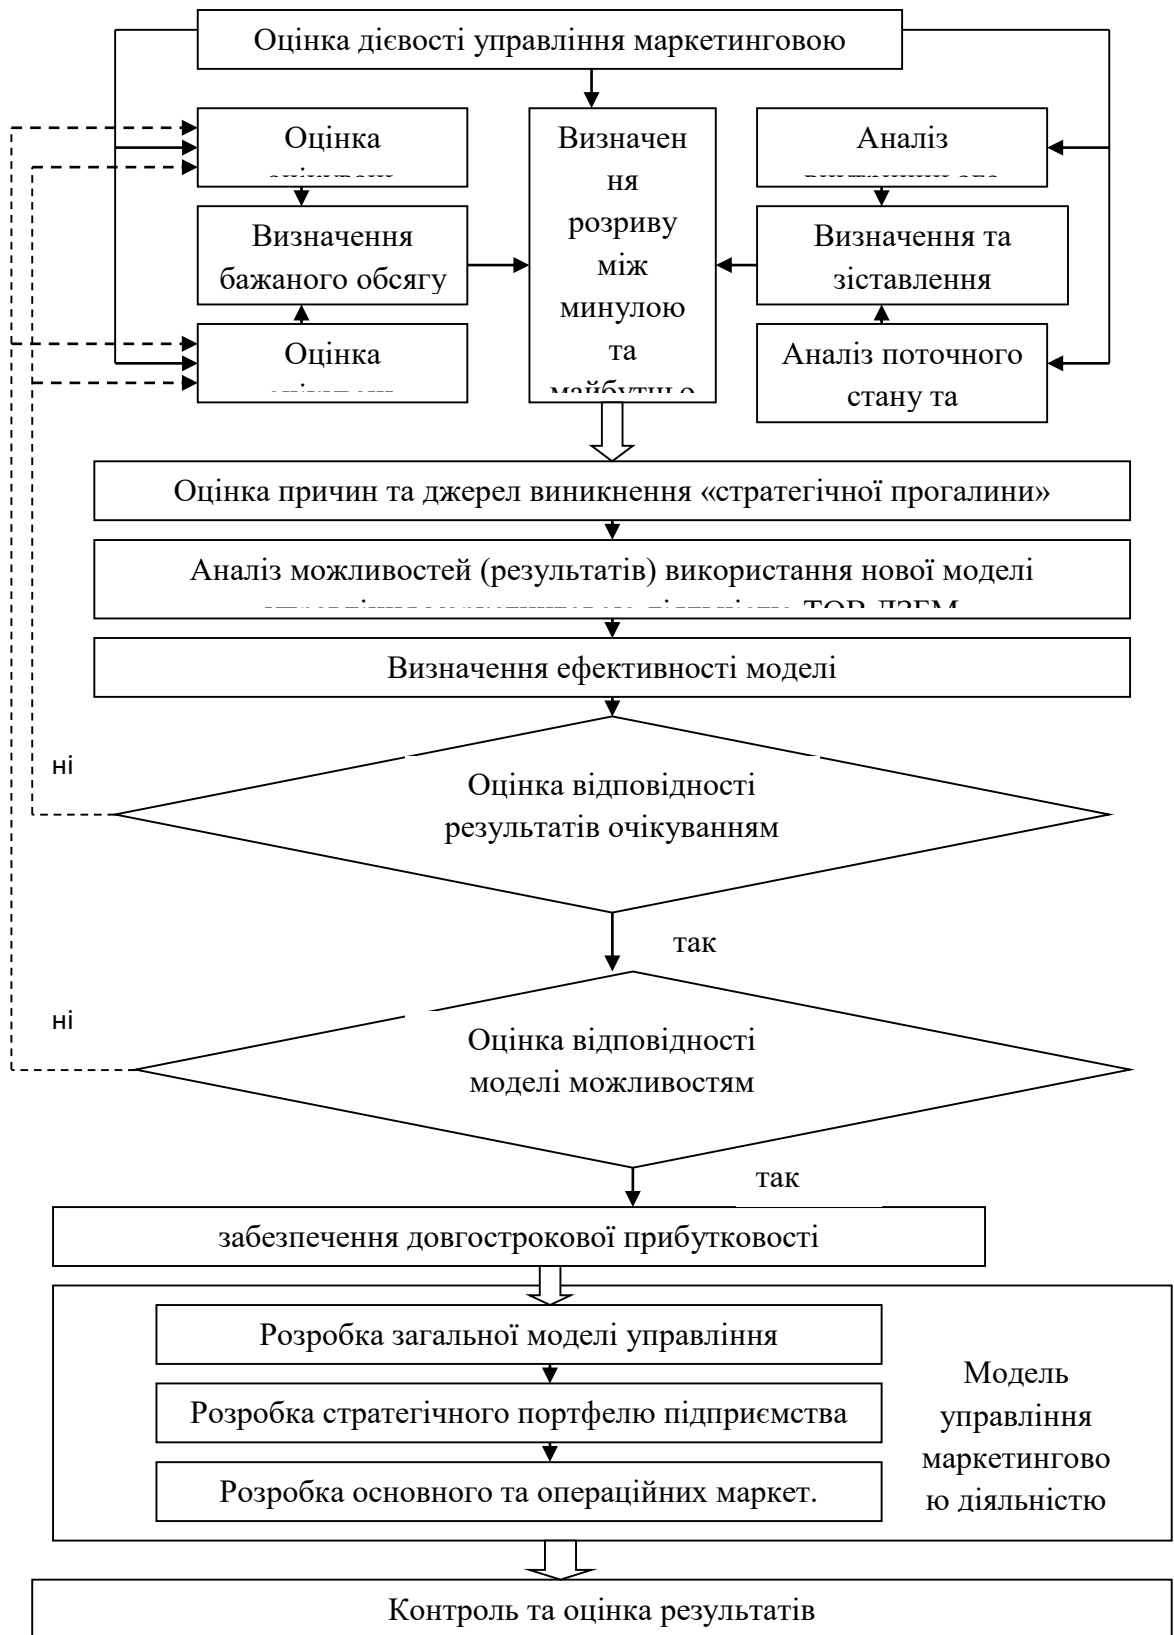 Оцінка дієвості управління маркетинговою
Оцінка
Визначення
бажаного обсягу
Оцінка
Визначен
ня
розриву
між
минулою
та
майбутньо
Аналіз
Визначення та
зіставлення
Аналіз поточного
стану та
Оцінка причин та джерел виникнення «стратегічної прогалини»
Аналіз можливостей (результатів) використання нової моделі
Визначення ефективності моделі
ні
Оцінка відповідності
результатів очікуванням
так
ні
Оцінка відповідності
моделі можливостям
так
забезпечення довгострокової прибутковості
Розробка загальної моделі управління
Розробка стратегічного портфелю підприємства
Розробка основного та операційних маркет.
Модель
управління
маркетингово
ю діяльністю
Контроль та оцінка результатів